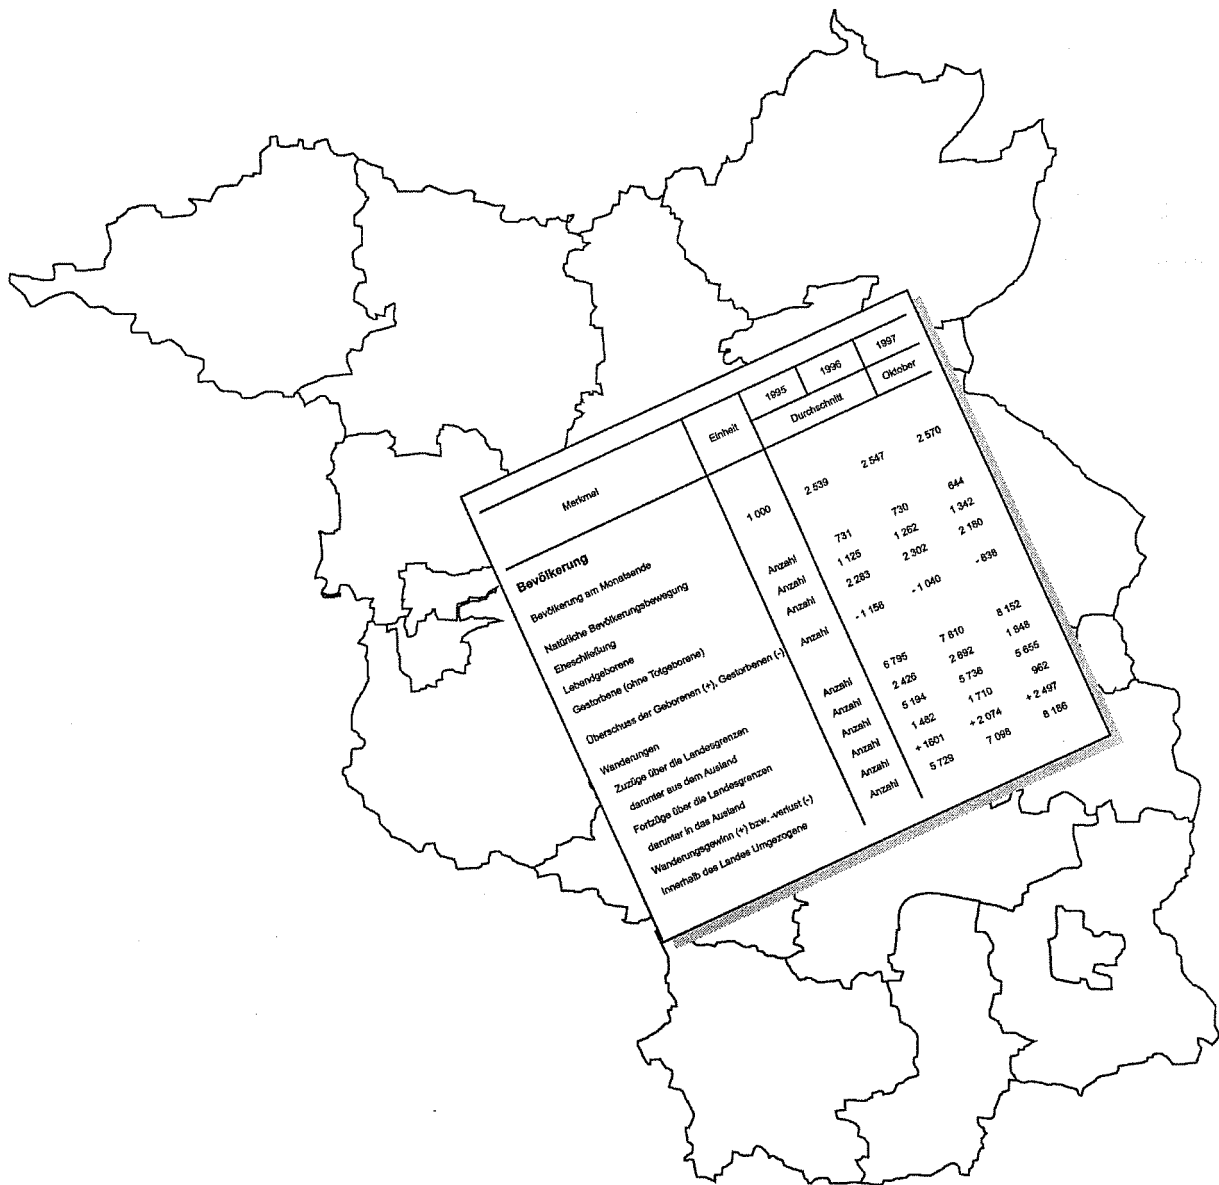 Merkmal Einheit 1995 1996 1997
Durchschnitt Oktober
Bevölkerung
Bevölkerung am Monatsende 1 000 2 539 2 547 2 570
Natürliche Bevölkerungsbewegung
Eheschließung Anzahl 731 730 644
Lebendgeborene Anzahl 1 125 1 262 1 342
Gestorbene (ohne Totgeborene) Anzahl 2 283 2 302 2 180
Überschuss der Geborenen (+), Gestorbenen (-) Anzahl - 1 158 - 1 040 - 838
Wanderungen
Zuzüge über die Landesgrenzen Anzahl 6 795 7 810 8 152
darunter aus dem Ausland Anzahl 2 426 2 692 1 848
Fortzüge über die Landesgrenzen Anzahl 5 194 5 736 5 655
darunter in das Ausland Anzahl 1 482 1 710 962
Wanderungsgewinn (+) bzw. -verlust (-) Anzahl + 1601 + 2 074 + 2 497
Innerhalb des Landes Umgezogene Anzahl 5 729 7 098 8 186